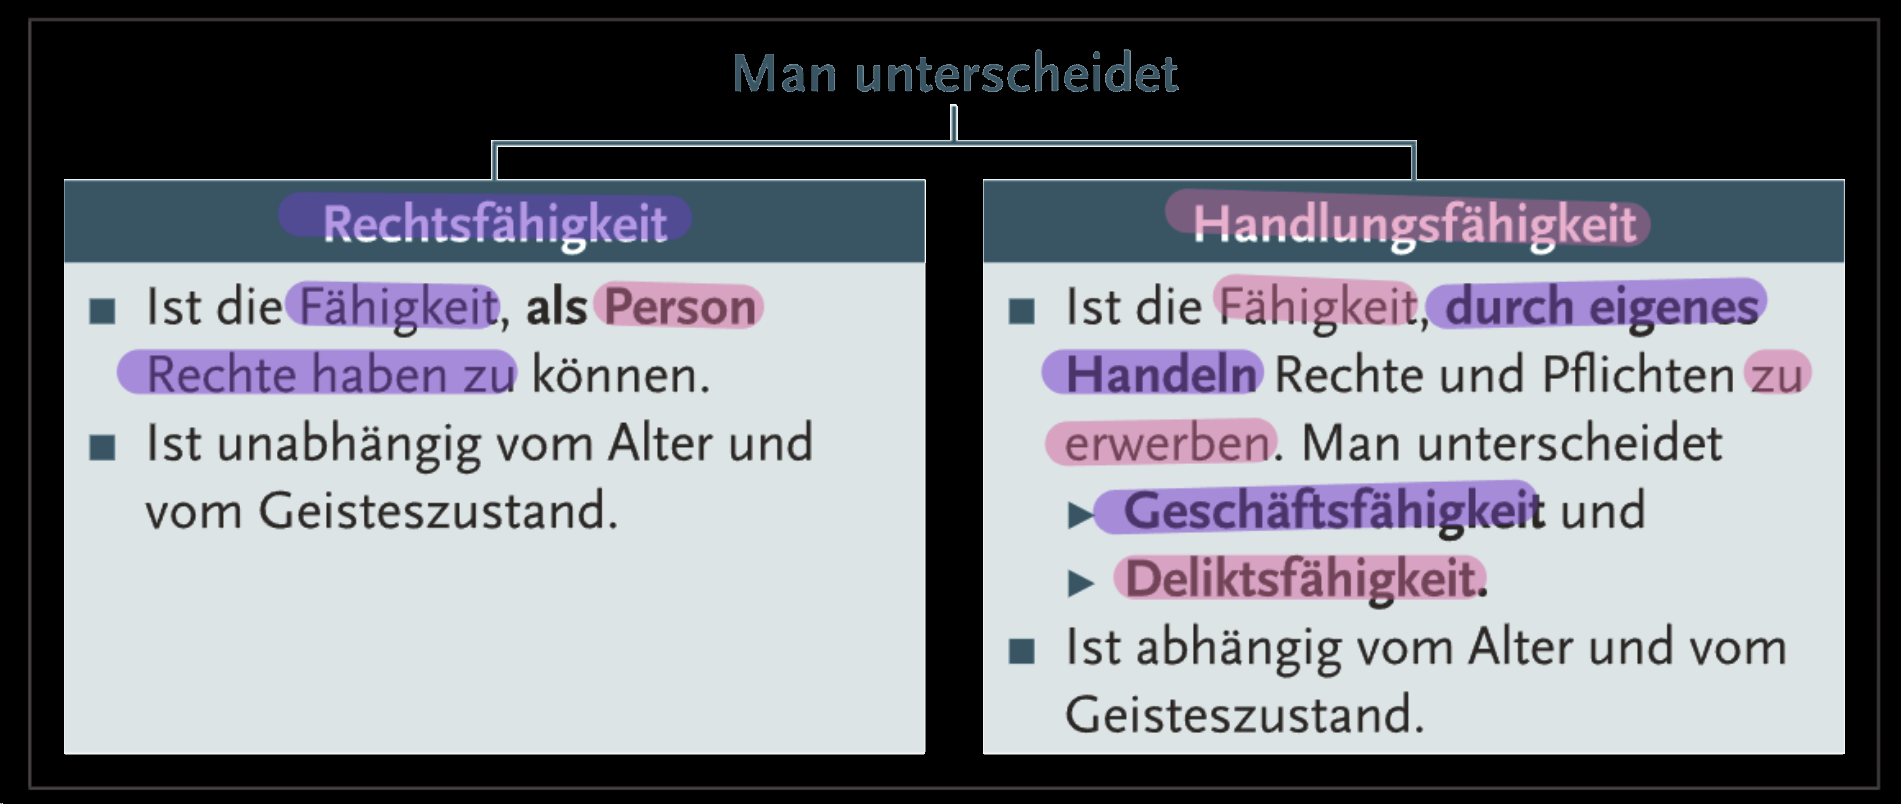 Man unterscheidet
Rechtsfähigkeit
■ Ist die Fähigkeit, als Person
Rechte haben zu können.
■ Ist unabhängig vom Alter und
vom Geisteszustand.
Handlungsfähigkeit
■ Ist die Fähigkeit, durch eigenes
Handeln Rechte und Pflichten zu
erwerben. Man unterscheidet
▶ Geschäftsfähigkeit und
▶ Deliktsfähigkeit.
■ Ist abhängig vom Alter und vom
Geisteszustand.